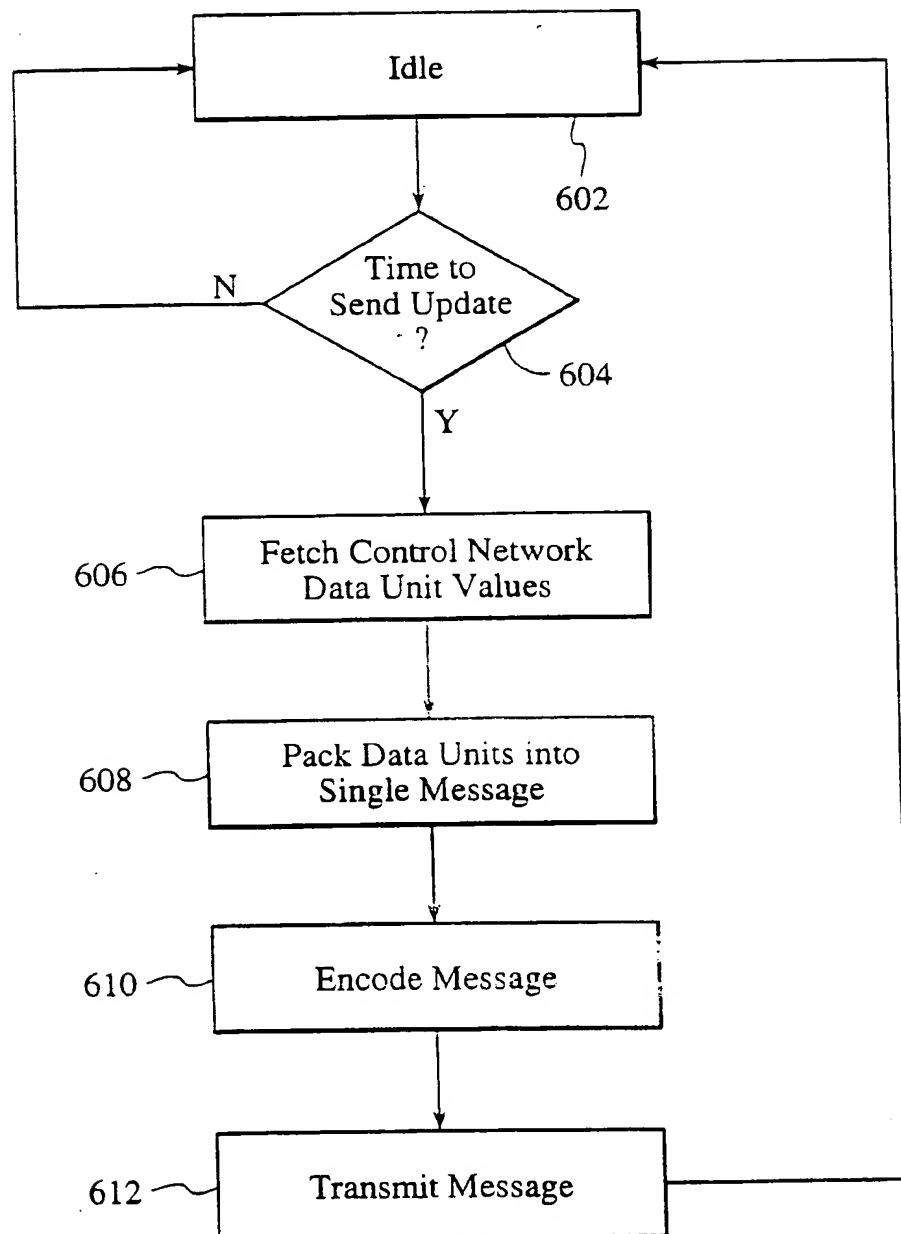 Idle
602
Time to
Send Update
?
N
604
Y
606
Fetch Control Network
Data Unit Values
608
Pack Data Units into
Single Message
610
Encode Message
612
Transmit Message